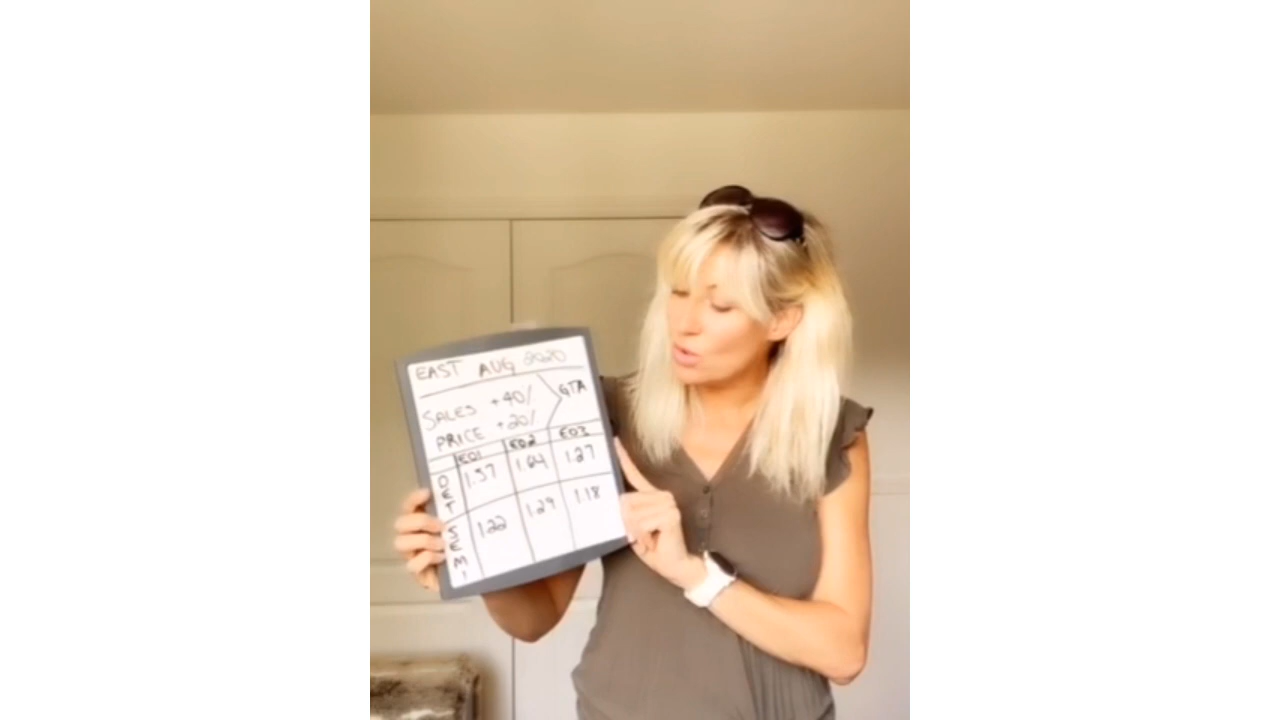 EAST AUG 2020
SALES +40/ GTA
PRICE +20/
E01 E02 E03
DET 1.57 1.64 1.27
SEMI 1.22 1.29 1.18